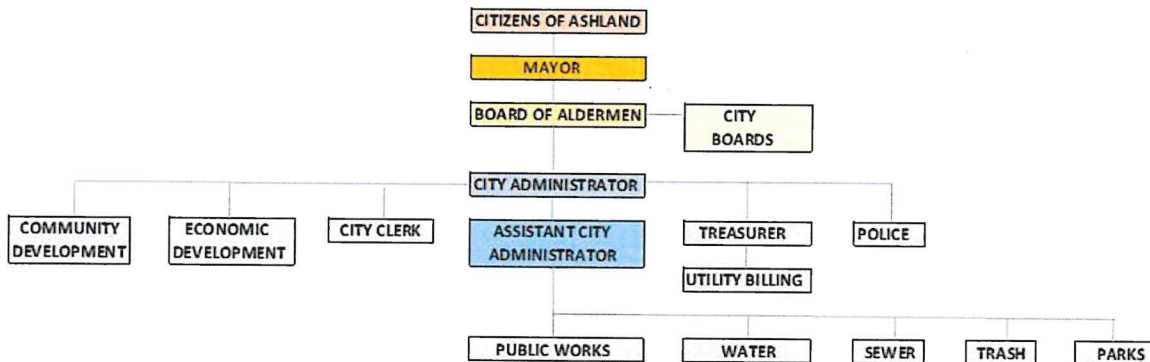 CITIZENS OF ASHLAND
MAYOR
BOARD OF ALDERMEN
CITY
BOARDS
CITY ADMINISTRATOR
COMMUNITY
DEVELOPMENT
ECONOMIC
DEVELOPMENT
CITY CLERK
ASSISTANT CITY
ADMINISTRATOR
TREASURER
POLICE
UTILITY BILLING
PUBLIC WORKS
WATER
SEWER
TRASH
PARKS